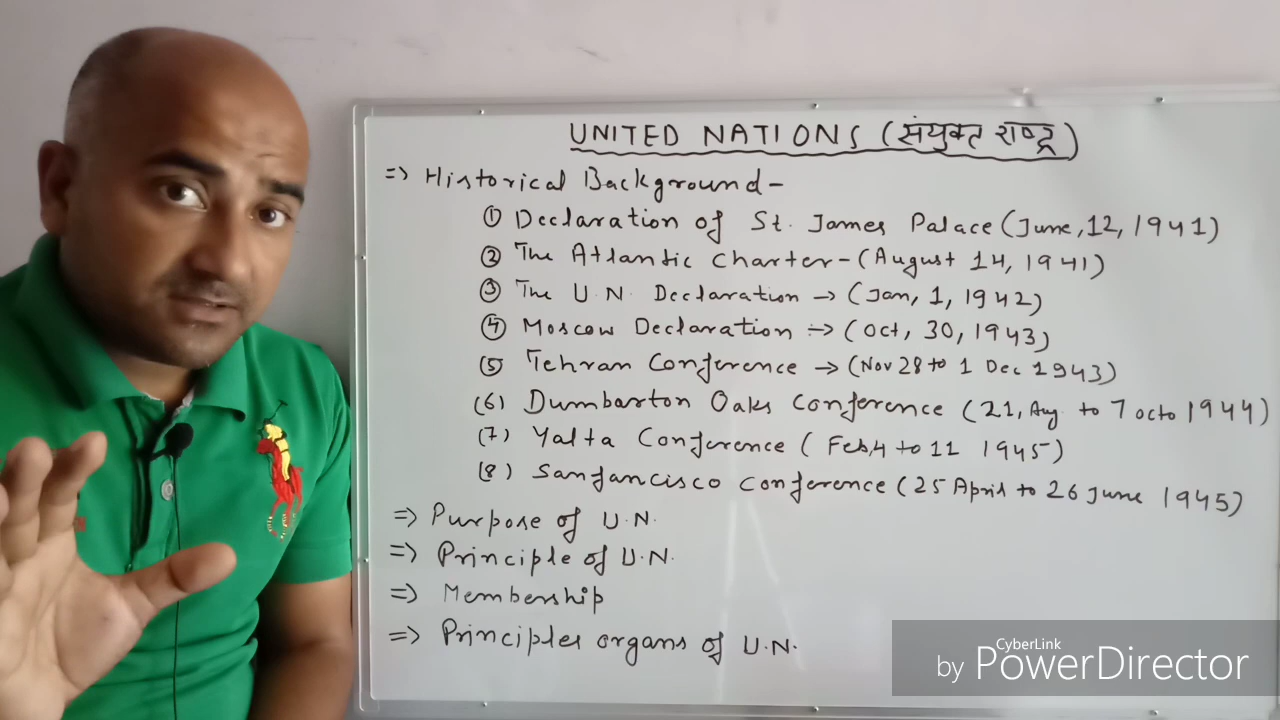 UNITED NATIONS (संयुक्त राष्ट्र)
=> Historical Background -
① Declaration of St. James Palace (June, 12, 1941)
② The Atlantic Charter - (August 14, 1941)
③ The U.N. Declaration → (Jan, 1, 1942)
④ Moscow Declaration → (Oct, 30, 1943)
⑤ Tehran Conference → (Nov 28 to 1 Dec 1943)
(6) Dumbarton Oaks Conference (21, Aug to 7 octo 1944)
(7) Yalta Conference ( Feb,4 to 11 1945)
(8) Sanfancisco Conference (25 April to 26 June 1945)
=> Purpose of U.N.
=> Principle of U.N.
=> Membership
=> Principles organs of U.N.
CyberLink
by PowerDirector